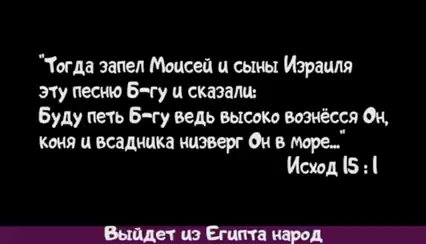 "Тогда запел Моисей и сыны Израиля
эту песню Б-гу и сказали:
Буду петь Б-гу ведь высоко вознёсся Он,
коня и всадника низверг Он в море..."
Исход 15 : 1
Выйдет из Египта народ